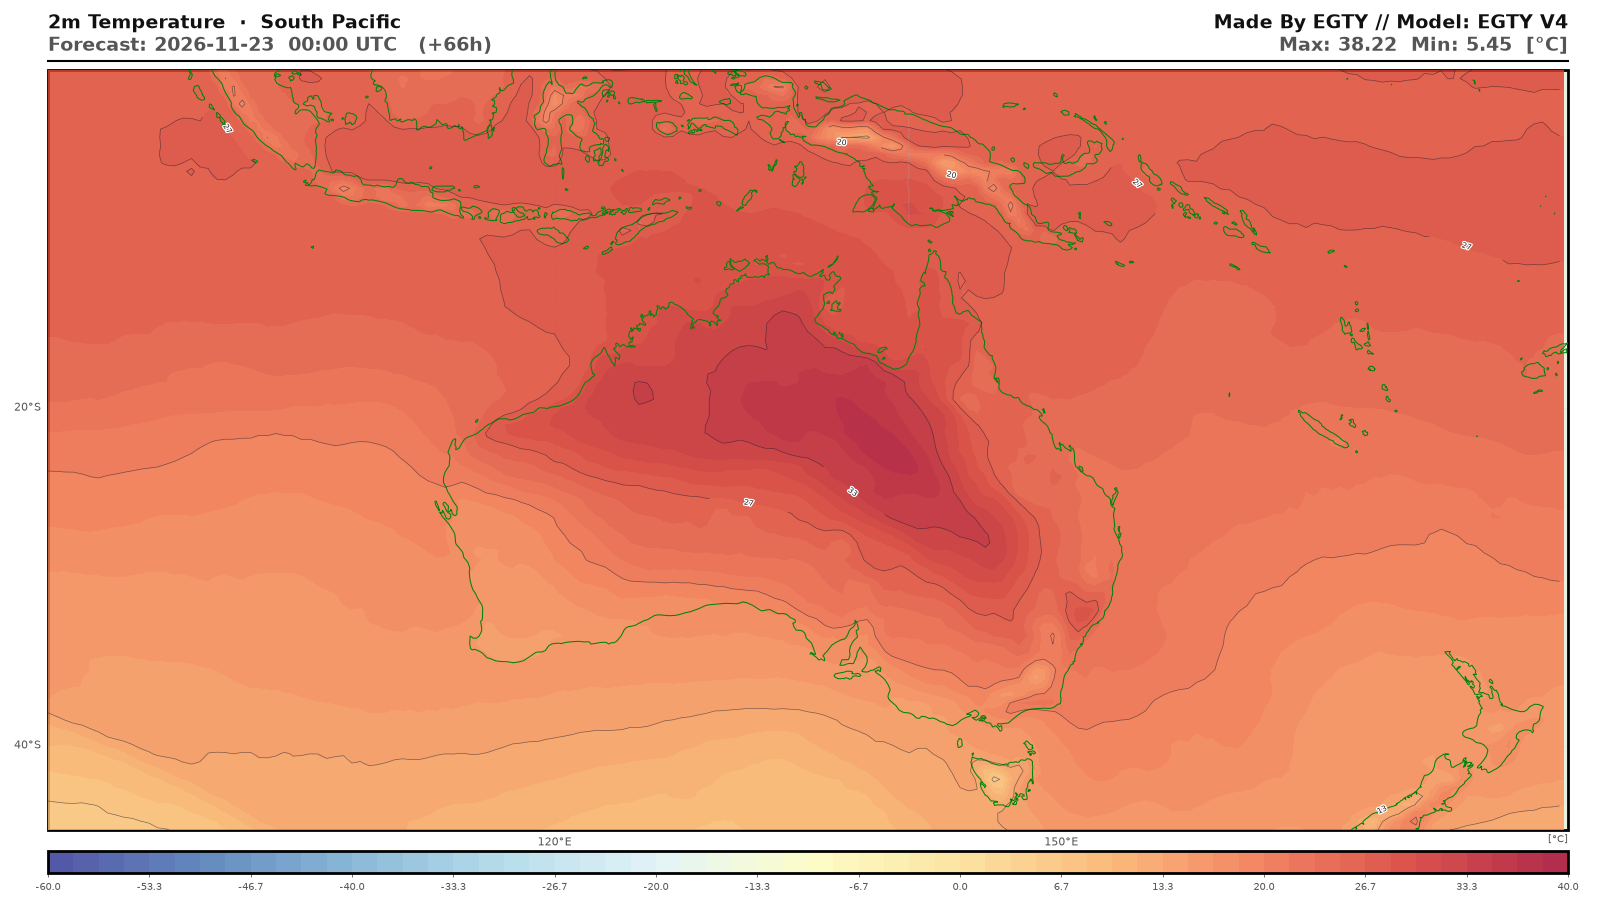 2m Temperature · South Pacific
Made By EGTY // Model: EGTY V4
Forecast: 2026-11-23 00:00 UTC (+66h)
Max: 38.22 Min: 5.45 [°C]
27
20
20
27
27
20°S
33
27
40°S
13
120°E
150°E
[°C]
-60.0
-53.3
-46.7
-40.0
-33.3
-26.7
-20.0
-13.3
-6.7
0.0
6.7
13.3
20.0
26.7
33.3
40.0